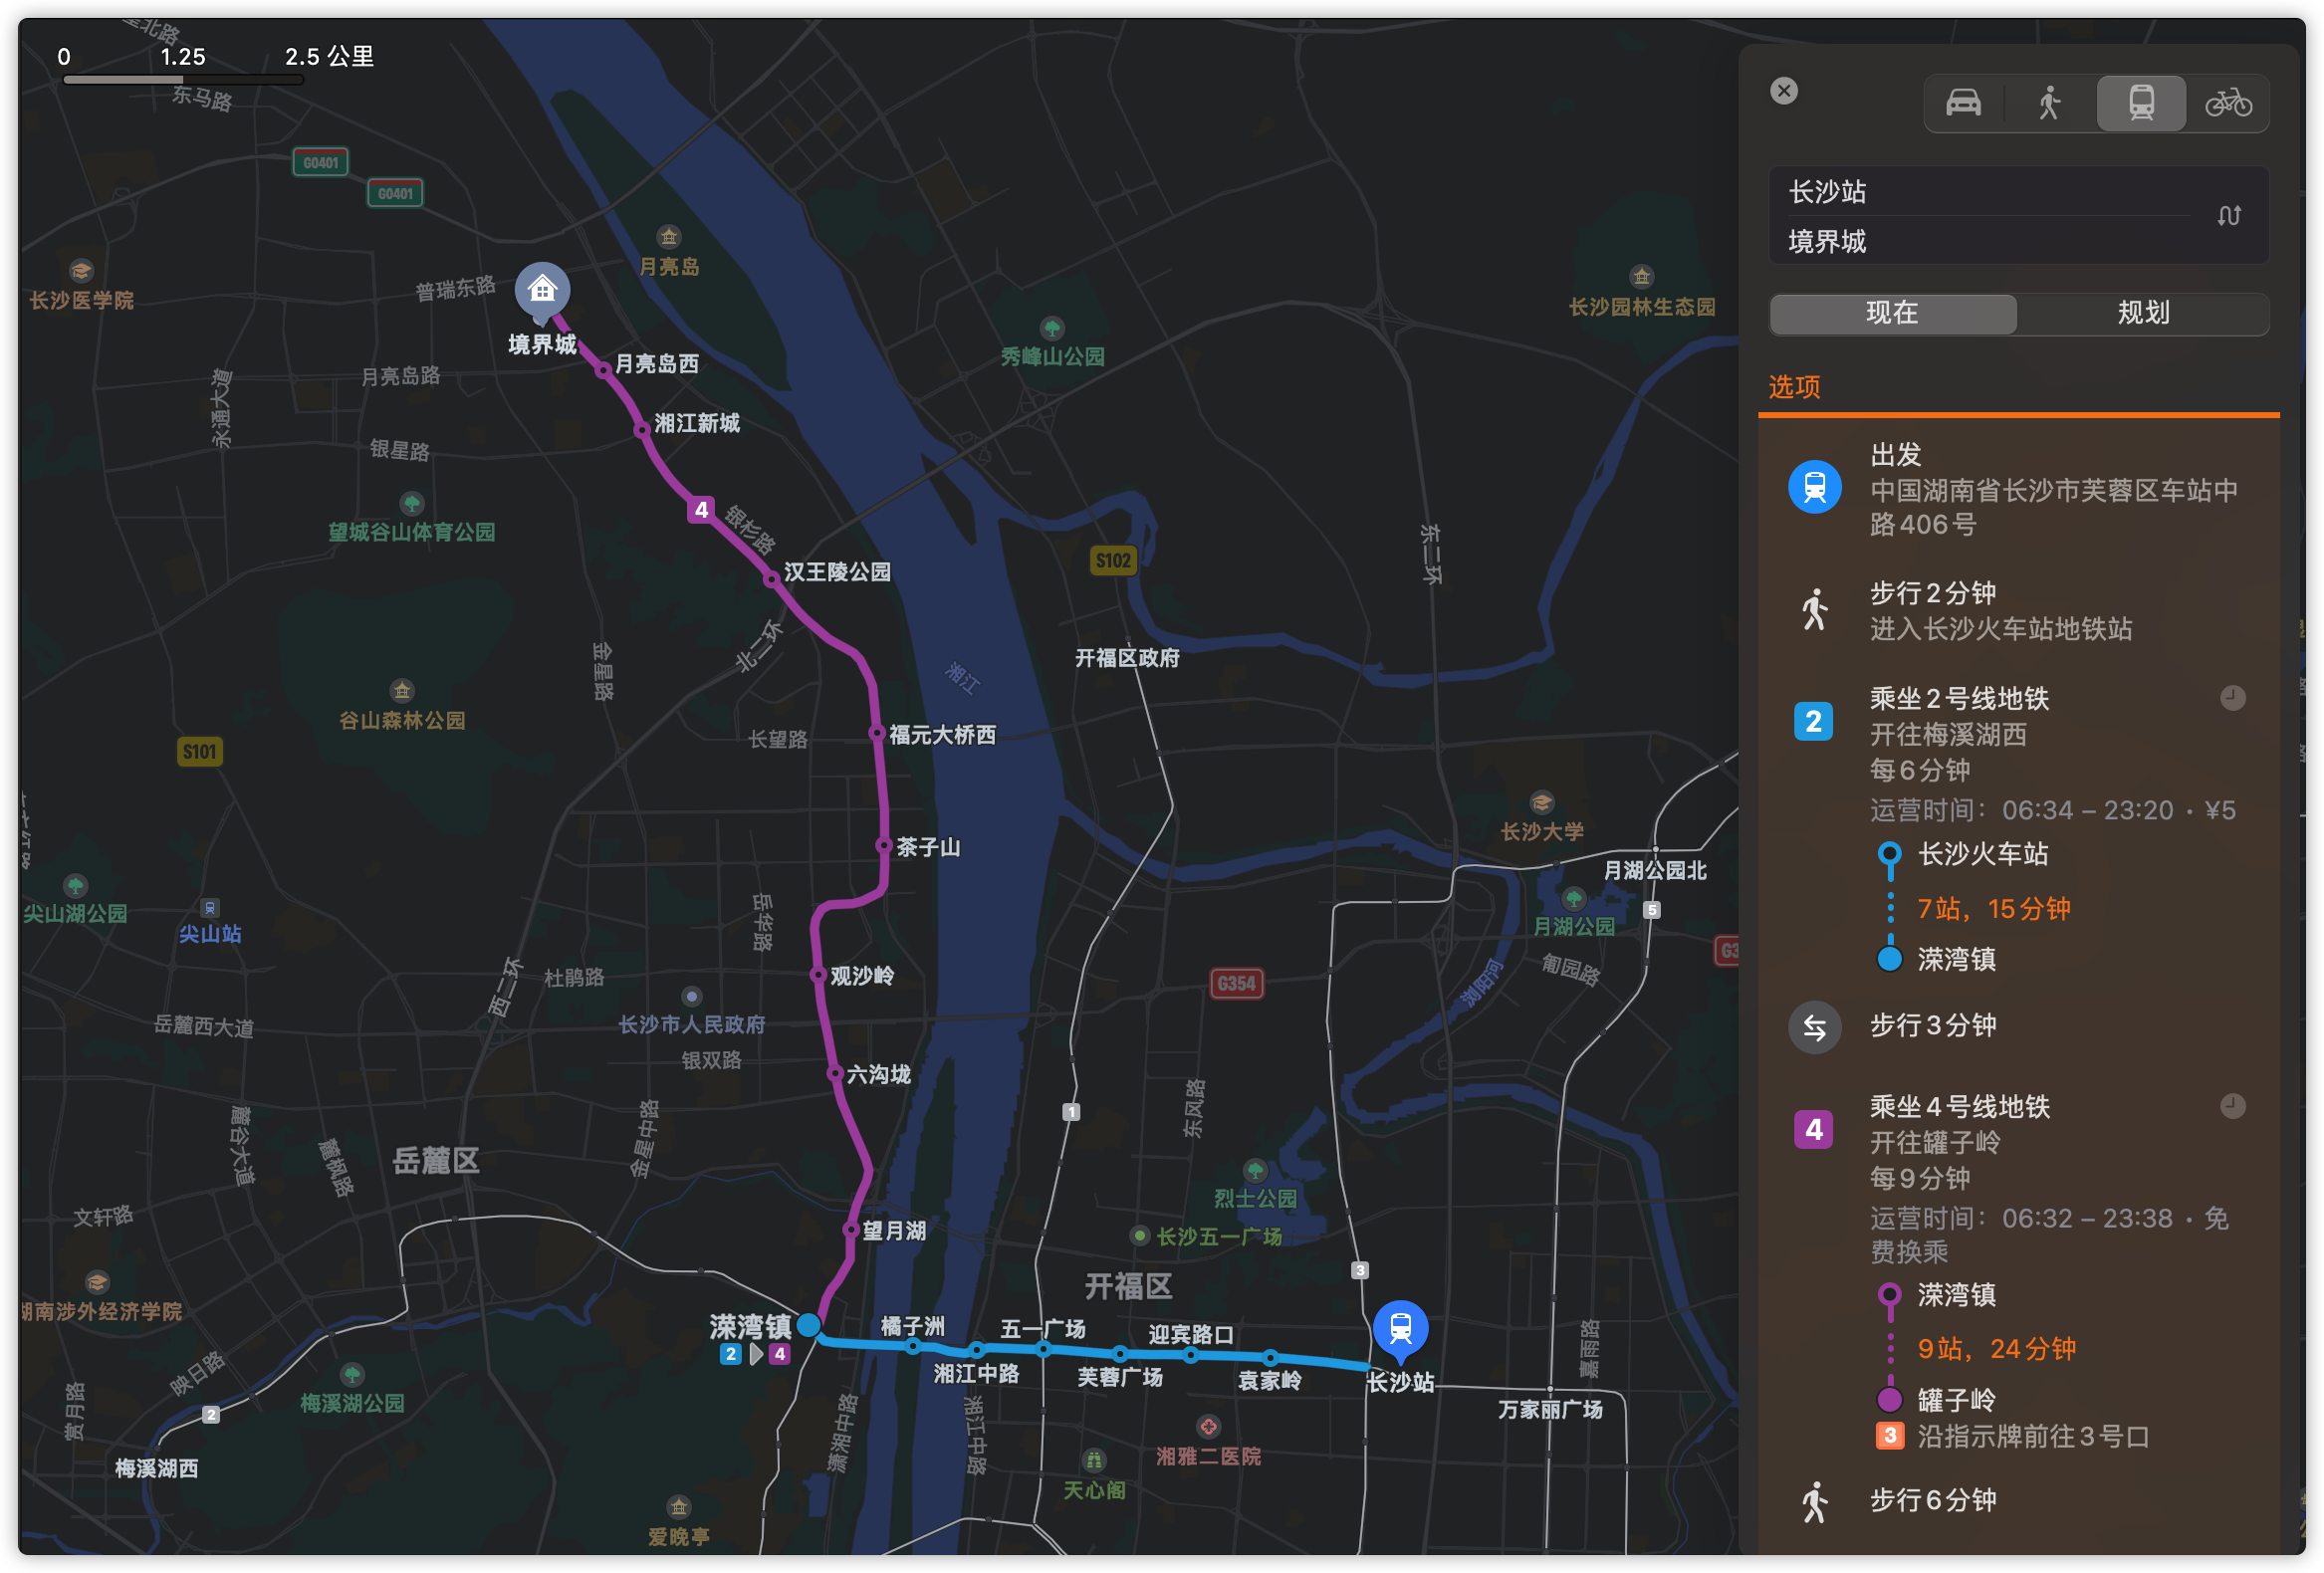 0
1.25
2.5 公里
东马路
G0401
G0401
月亮岛
长沙医学院
普瑞东路
境界城
月亮岛西
长沙园林生态园
秀峰山公园
月亮岛路
永通大道
湘江新城
银星路
4
银杉路
望城谷山体育公园
东二环
S102
汉王陵公园
北二环
金星路
开福区政府
湘江
谷山森林公园
福元大桥西
长望路
S101
长沙大学
茶子山
月湖公园北
尖山湖公园
尖山站
岳华路
月湖公园
5
观沙岭
西二环
杜鹃路
匍园路
浏阳河
G354
长沙市人民政府
岳麓西大道
银双路
六沟垅
1
东风路
麓谷大道
金星中路
岳麓区
麓枫路
烈士公园
文轩路
望月湖
长沙五一广场
3
开福区
湖南涉外经济学院
溁湾镇
2
4
橘子洲
五一广场
迎宾路口
湘江中路
芙蓉广场
袁家岭
长沙站
嘉雨路
映日路
梅溪湖公园
赏月路
2
潇湘中路
湘江中路
万家丽广场
梅溪湖西
湘雅二医院
天心阁
爱晚亭
长沙站
境界城
现在
规划
选项
出发
中国湖南省长沙市芙蓉区车站中
路406号
步行2分钟
进入长沙火车站地铁站
2
乘坐2号线地铁
开往梅溪湖西
每6分钟
运营时间：06:34 – 23:20 · ¥5
长沙火车站
7站，15分钟
溁湾镇
步行3分钟
4
乘坐4号线地铁
开往罐子岭
每9分钟
运营时间：06:32 – 23:38 · 免
费换乘
溁湾镇
9站，24分钟
罐子岭
3 沿指示牌前往3号口
步行6分钟